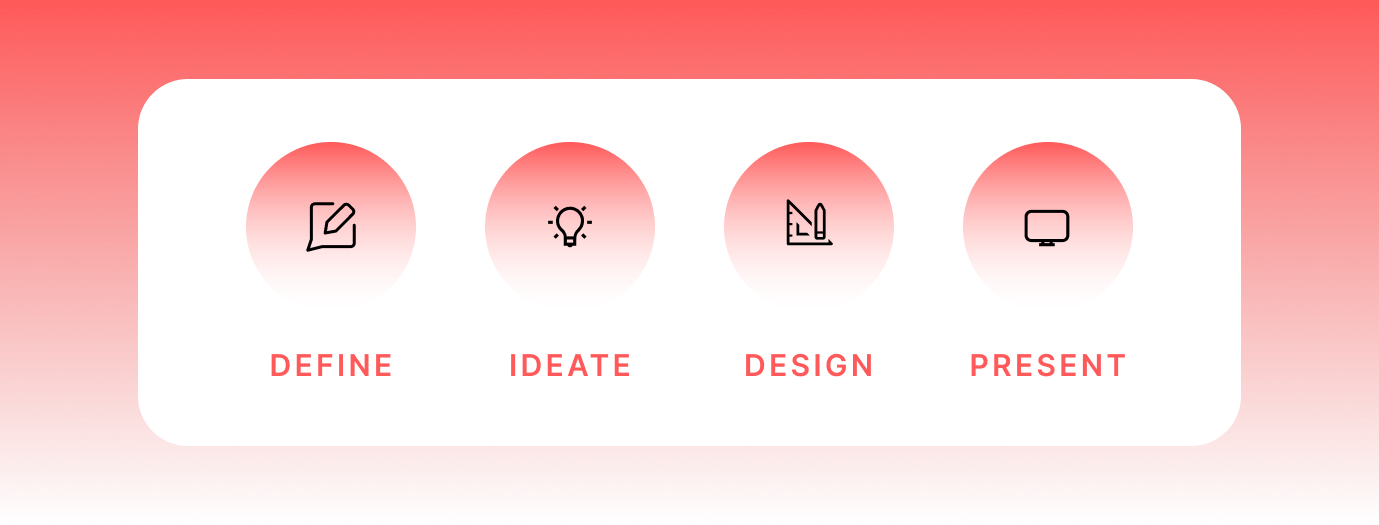 DEFINE
IDEATE
DESIGN
PRESENT